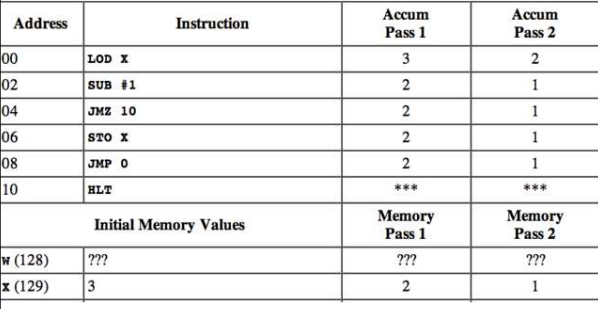 Address Instruction Accum Pass 1 Accum Pass 2
00 LOD X 3 2
02 SUB #1 2 1
04 JMZ 10 2 1
06 STO X 2 1
08 JMP 0 2 1
10 HLT *** ***
Initial Memory Values Memory Pass 1 Memory Pass 2
W (128) ??? ??? ???
X (129) 3 2 1